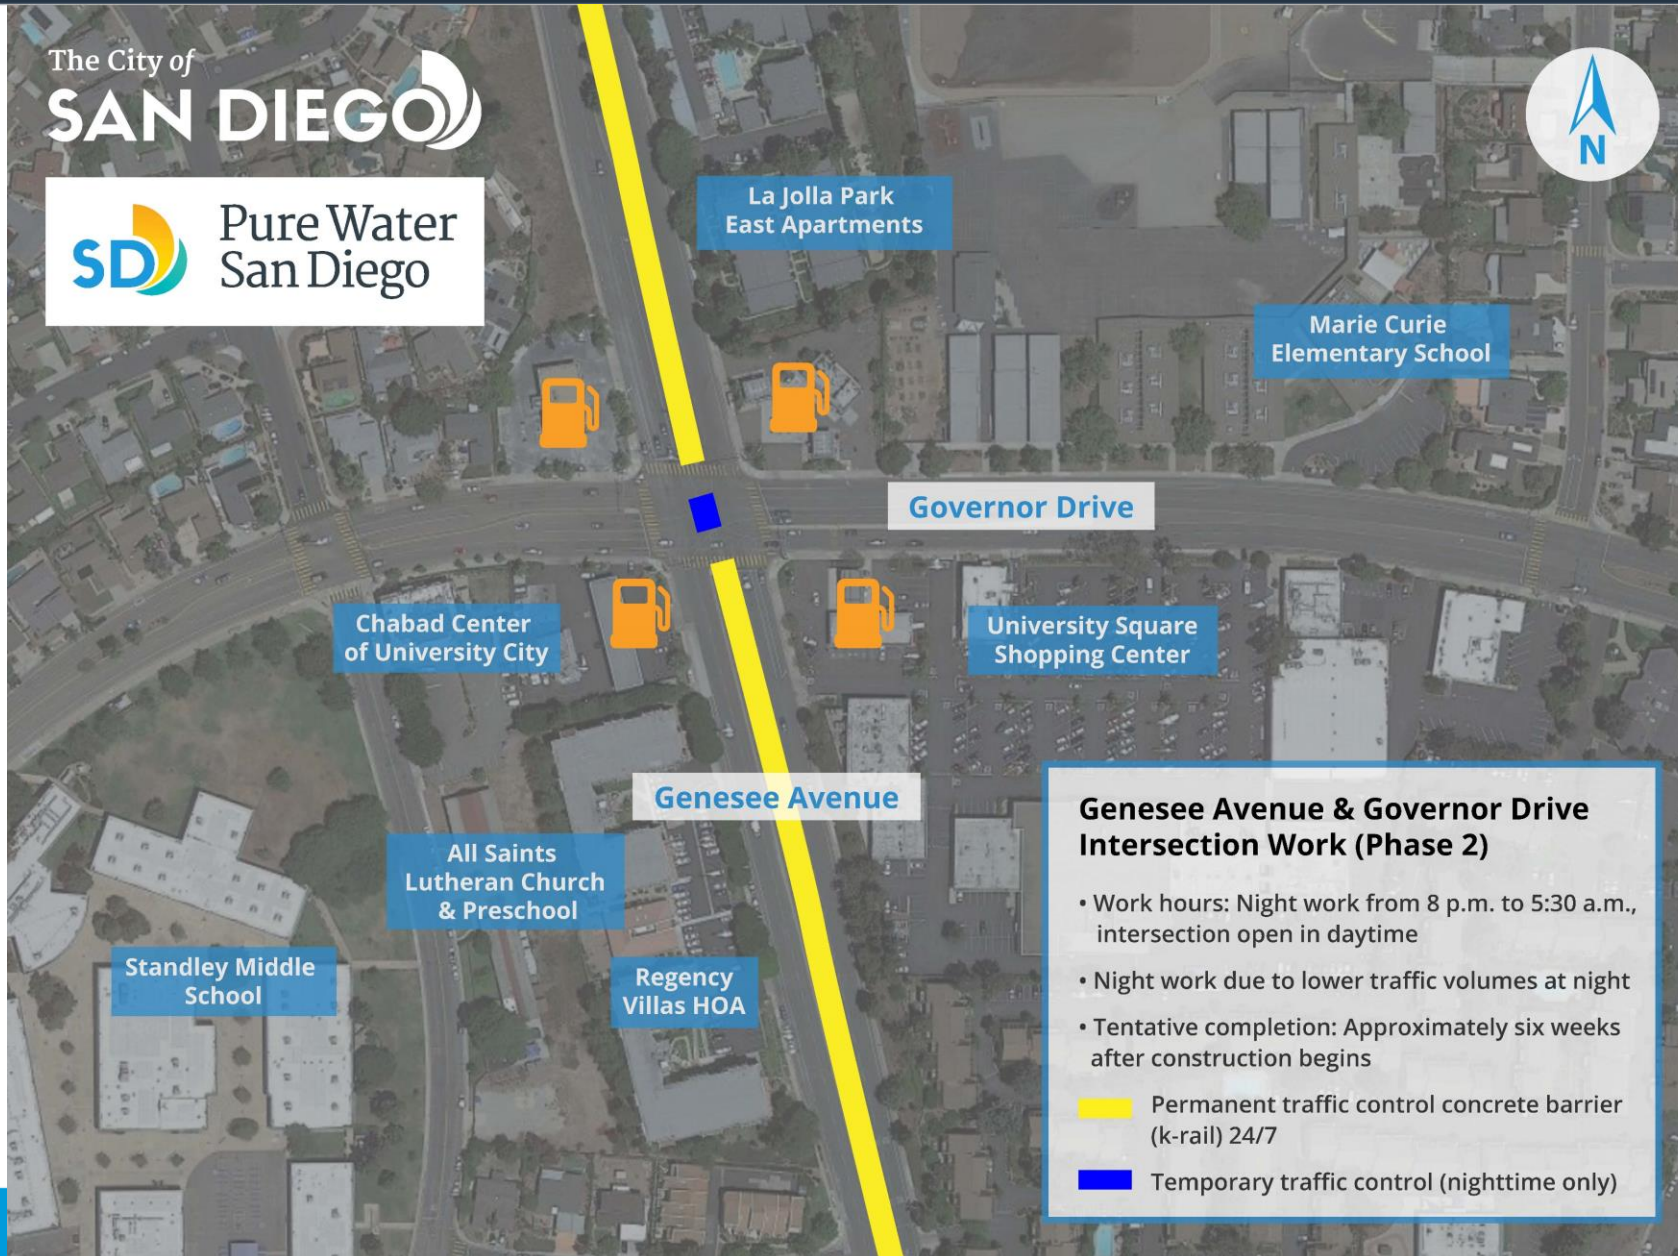 The City of
SAN DIEGO
SD
Pure Water
San Diego
N
La Jolla Park
East Apartments
Marie Curie
Elementary School
Governor Drive
Chabad Center
of University City
University Square
Shopping Center
Genesee Avenue
All Saints
Lutheran Church
& Preschool
Standley Middle
School
Regency
Villas HOA
Genesee Avenue & Governor Drive
Intersection Work (Phase 2)
• Work hours: Night work from 8 p.m. to 5:30 a.m.,
intersection open in daytime
• Night work due to lower traffic volumes at night
• Tentative completion: Approximately six weeks
after construction begins
Permanent traffic control concrete barrier
(k-rail) 24/7
Temporary traffic control (nighttime only)